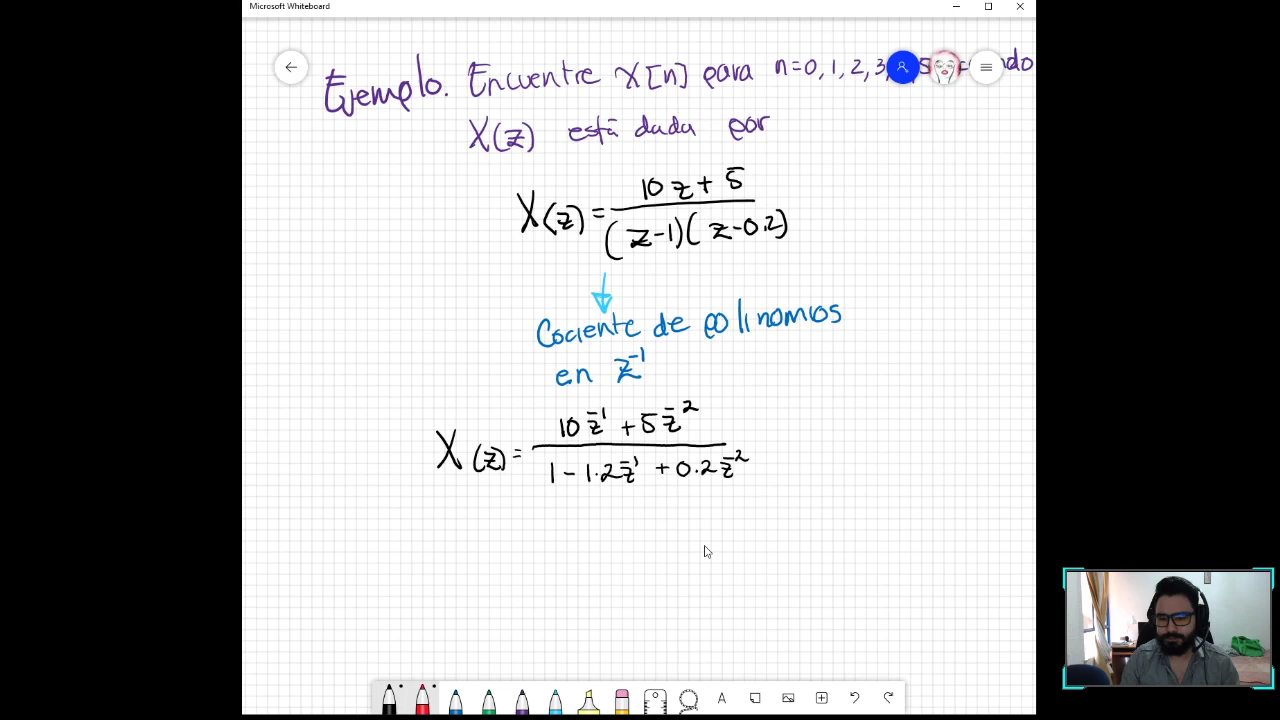 Microsoft Whiteboard
Ejemplo. Encuentre X[n] para n=0, 1, 2, 3,
X(z) está dada por
X(z) = (10z + 5) / ((z-1)(z-0.2))
Cociente de polinomios
en z⁻¹
X(z) = (10z⁻¹ + 5z⁻²) / (1 - 1.2z⁻¹ + 0.2z⁻²)
A